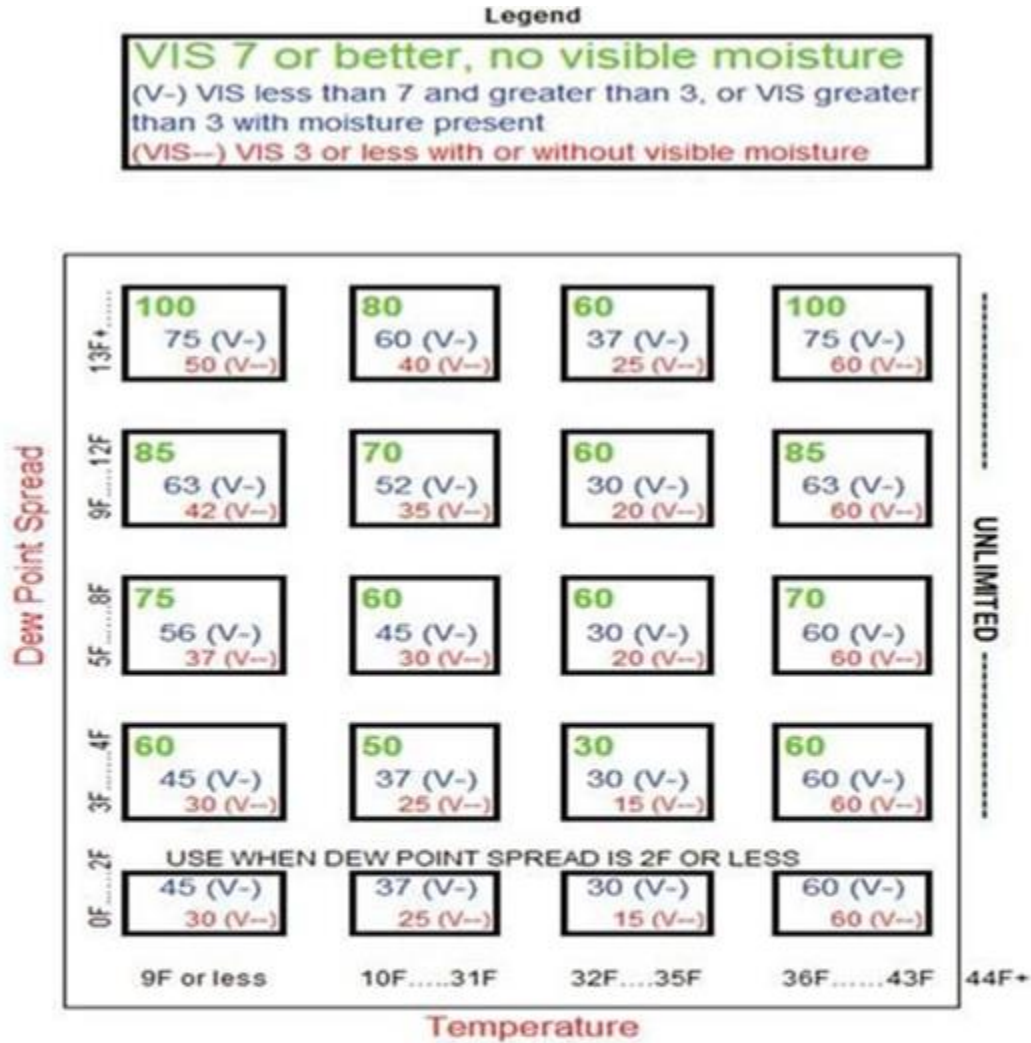 Legend
VIS 7 or better, no visible moisture
(V-) VIS less than 7 and greater than 3, or VIS greater
than 3 with moisture present
(VIS--) VIS 3 or less with or without visible moisture
Dew Point Spread
13F+......
100
75 (V-)
50 (V--)
80
60 (V-)
40 (V--)
60
37 (V-)
25 (V--)
100
75 (V-)
60 (V--)
9F.....12F
85
63 (V-)
42 (V--)
70
52 (V-)
35 (V--)
60
30 (V-)
20 (V--)
85
63 (V-)
60 (V--)
5F.......8F
75
56 (V-)
37 (V--)
60
45 (V-)
30 (V--)
60
30 (V-)
20 (V--)
70
60 (V-)
60 (V--)
3F.......4F
60
45 (V-)
30 (V--)
50
37 (V-)
25 (V--)
30
30 (V-)
15 (V--)
60
60 (V-)
60 (V--)
USE WHEN DEW POINT SPREAD IS 2F OR LESS
0F.......2F
45 (V-)
30 (V--)
37 (V-)
25 (V--)
30 (V-)
15 (V--)
60 (V-)
60 (V--)
UNLIMITED
9F or less
10F.....31F
32F....35F
36F......43F
44F+
Temperature